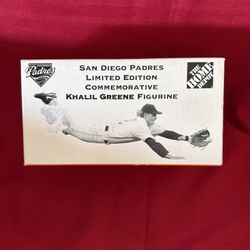 Padres
SAN DIEGO PADRES
LIMITED EDITION
COMMEMORATIVE
KHALIL GREENE FIGURINE
THE
HOME
DEPOT